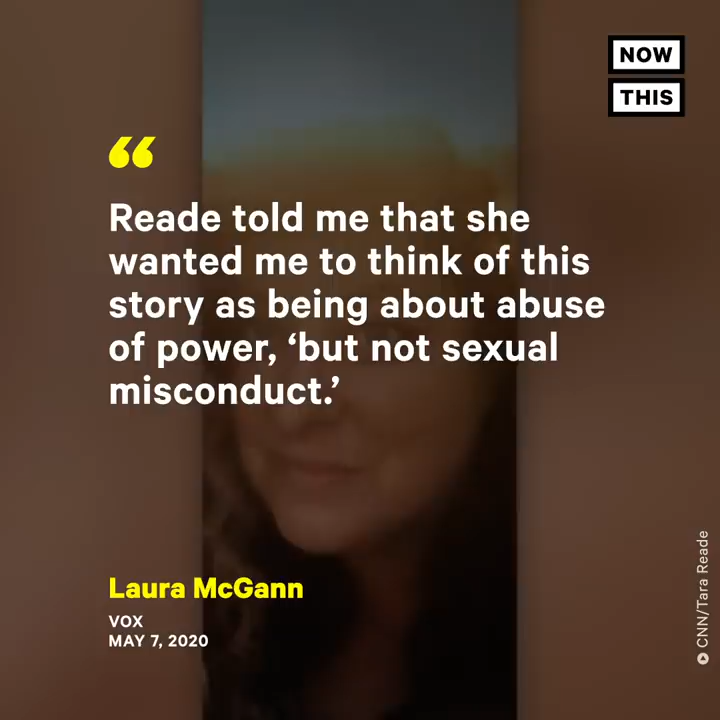 NOW
THIS
“
Reade told me that she
wanted me to think of this
story as being about abuse
of power, ‘but not sexual
misconduct.’
Laura McGann
VOX
MAY 7, 2020
CNN/Tara Reade